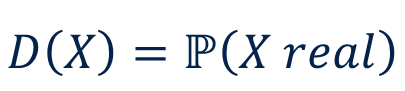 D(X) = ℙ(X real)